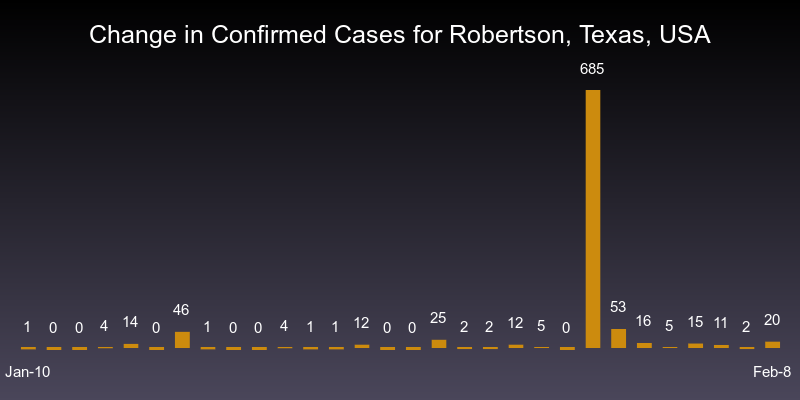 Change in Confirmed Cases for Robertson, Texas, USA
685
1 0 0 4 14 0 46 1 0 0 4 1 1 12 0 0 25 2 2 12 5 0 53 16 5 15 11 2 20
Jan-10 Feb-8